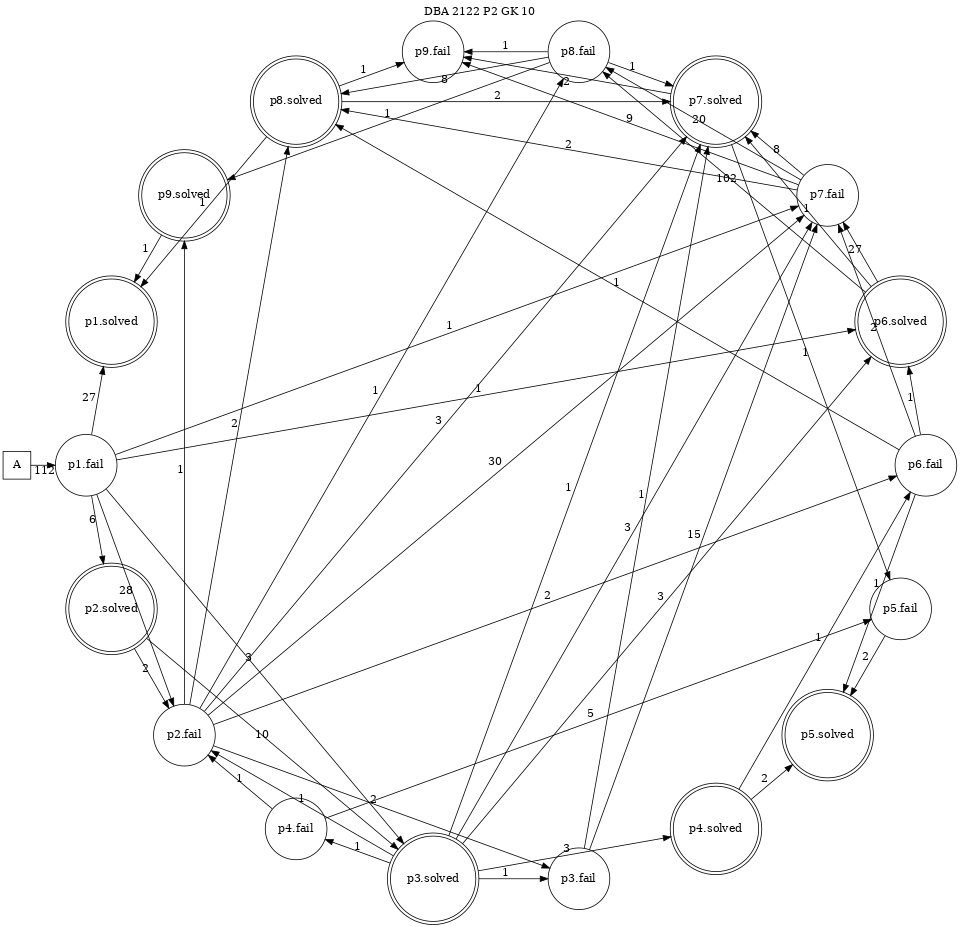 DBA 2122 P2 GK 10
p9.fail
p8.fail
1
1
1
8
2
p8.solved
2
p7.solved
1
20
9
2
8
102
p9.solved
1
p7.fail
1
1
27
p1.solved
p6.solved
1
1
2
1
27
1
1
3
1
2
A
112
p1.fail
1
30
p6.fail
6
1
1
3
15
28
2
3
1
p2.solved
p5.fail
2
3
1
2
10
5
p2.fail
p5.solved
1
1
2
2
p4.fail
p4.solved
1
3
1
p3.solved
p3.fail